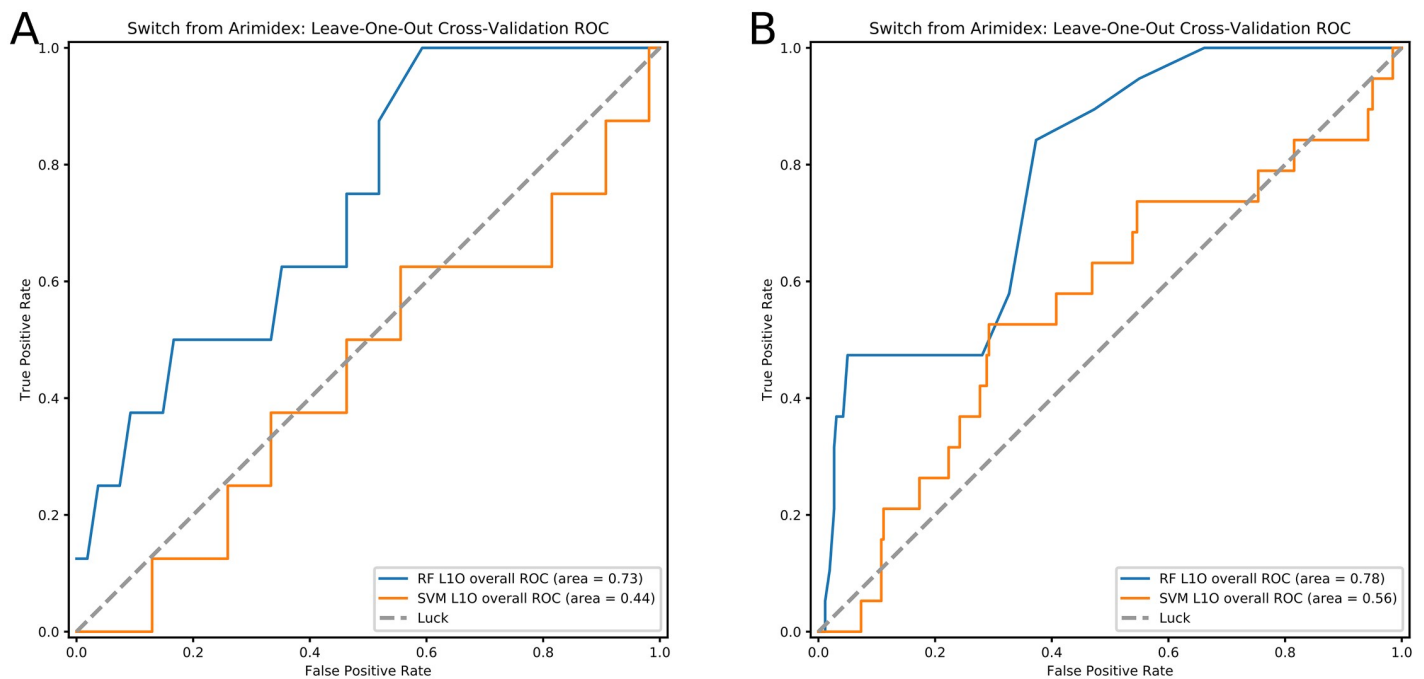 A
Switch from Arimidex: Leave-One-Out Cross-Validation ROC
1.0
0.8
0.6
0.4
0.2
0.0
True Positive Rate
0.0 0.2 0.4 0.6 0.8 1.0
False Positive Rate
RF L1O overall ROC (area = 0.73)
SVM L1O overall ROC (area = 0.44)
Luck
B
Switch from Arimidex: Leave-One-Out Cross-Validation ROC
1.0
0.8
0.6
0.4
0.2
0.0
True Positive Rate
0.0 0.2 0.4 0.6 0.8 1.0
False Positive Rate
RF L1O overall ROC (area = 0.78)
SVM L1O overall ROC (area = 0.56)
Luck